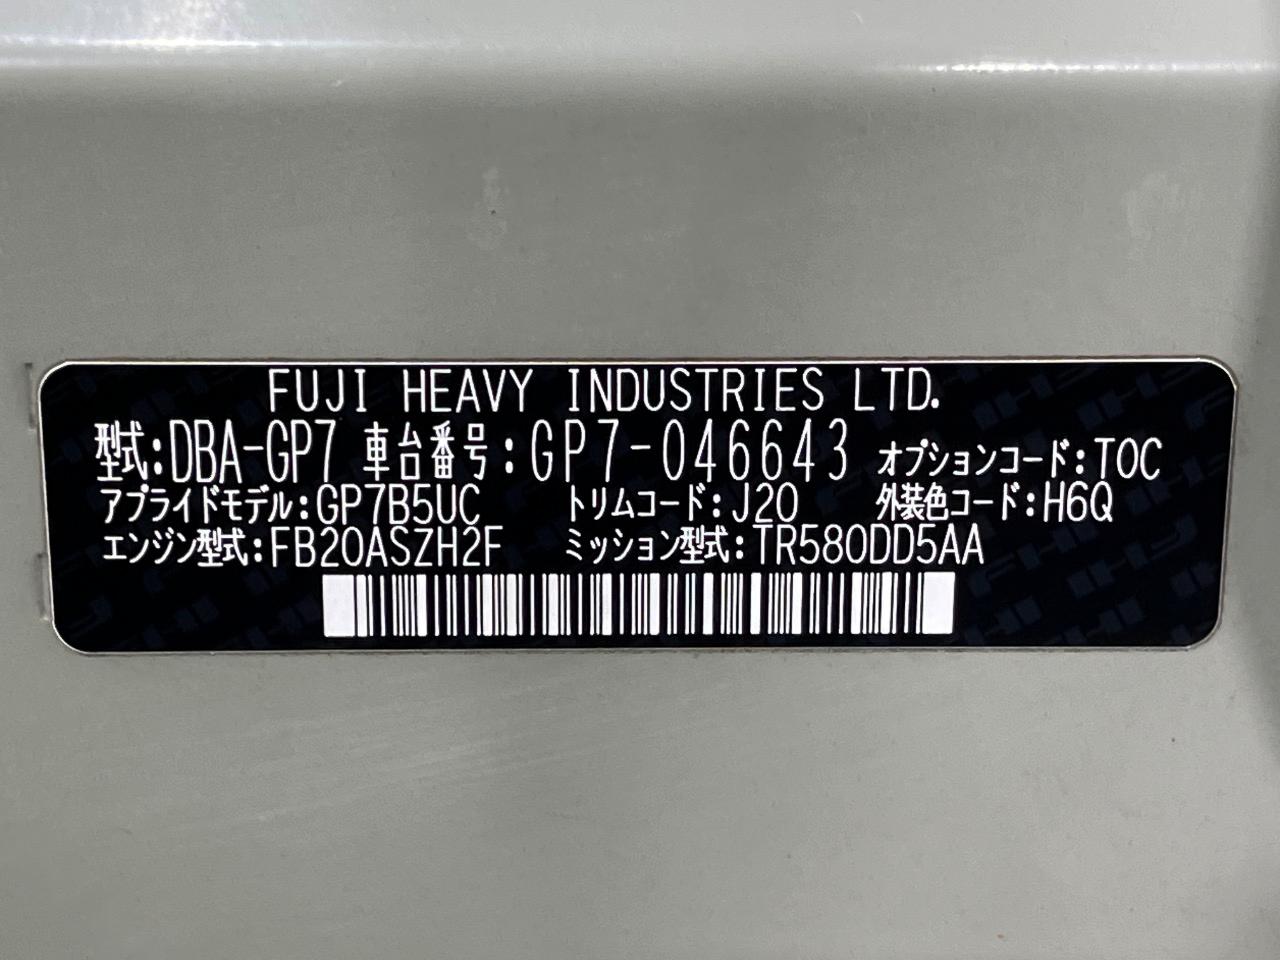 FUJI HEAVY INDUSTRIES LTD.
型式:DBA-GP7 車台番号:GP7-046643 オプションコード:TOC
アプライドモデル:GP7B5UC トリムコード:J20 外装色コード:H6Q
エンジン型式:FB20ASZH2F ミッション型式:TR580DD5AA